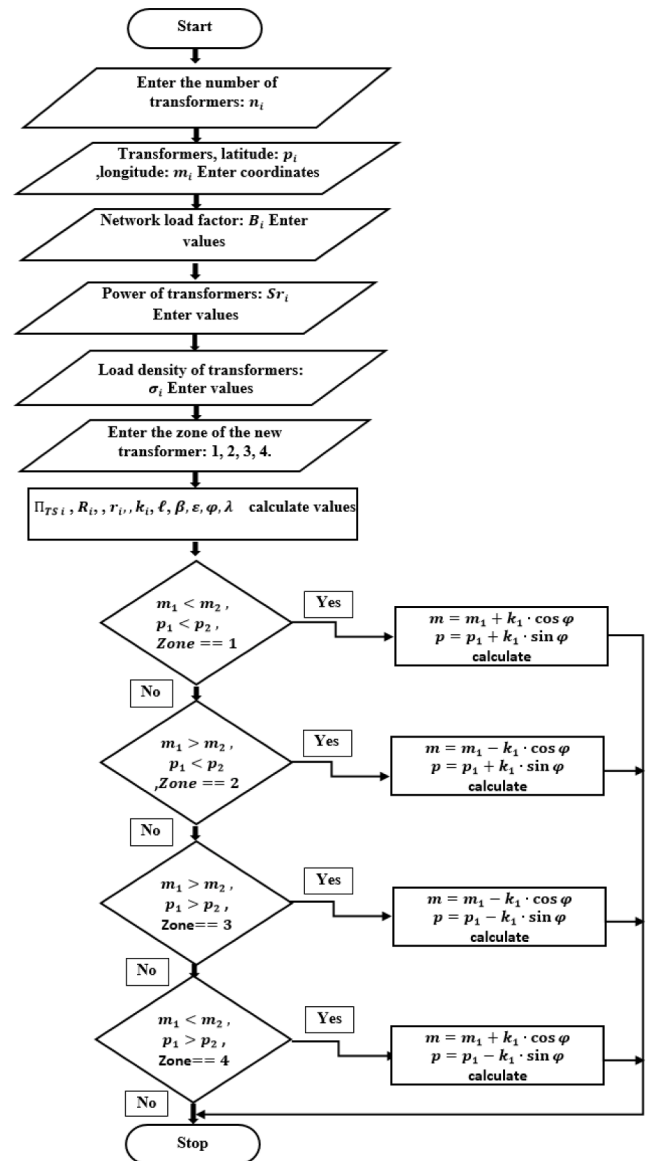 Start
Enter the number of
transformers: nᵢ
Transformers, latitude: pᵢ
,longitude: mᵢ Enter coordinates
Network load factor: Bᵢ Enter
values
Power of transformers: Srᵢ
Enter values
Load density of transformers:
σᵢ Enter values
Enter the zone of the new
transformer: 1, 2, 3, 4.
Π_TS i , Rᵢ, , rᵢ, , kᵢ, ℓ, β, ε, φ, λ calculate values
m₁ < m₂ ,
p₁ < p₂ ,
Zone == 1
Yes
m = m₁ + k₁ · cos φ
p = p₁ + k₁ · sin φ
calculate
No
m₁ > m₂ ,
p₁ < p₂
,Zone == 2
Yes
m = m₁ − k₁ · cos φ
p = p₁ + k₁ · sin φ
calculate
No
m₁ > m₂ ,
p₁ > p₂ ,
Zone== 3
Yes
m = m₁ − k₁ · cos φ
p = p₁ − k₁ · sin φ
calculate
No
m₁ < m₂ ,
p₁ > p₂ ,
Zone== 4
Yes
m = m₁ + k₁ · cos φ
p = p₁ − k₁ · sin φ
calculate
No
Stop